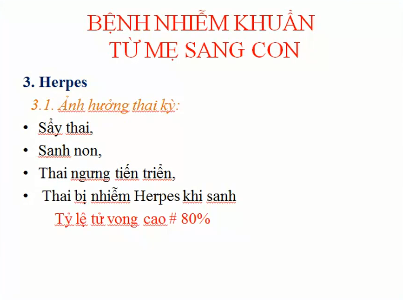 BỆNH NHIỄM KHUẨN
TỪ MẸ SANG CON
3. Herpes
3.1. Ảnh hưởng thai kỳ:
• Sẩy thai,
• Sanh non,
• Thai ngưng tiến triển,
• Thai bị nhiễm Herpes khi sanh
Tỷ lệ tử vong cao # 80%